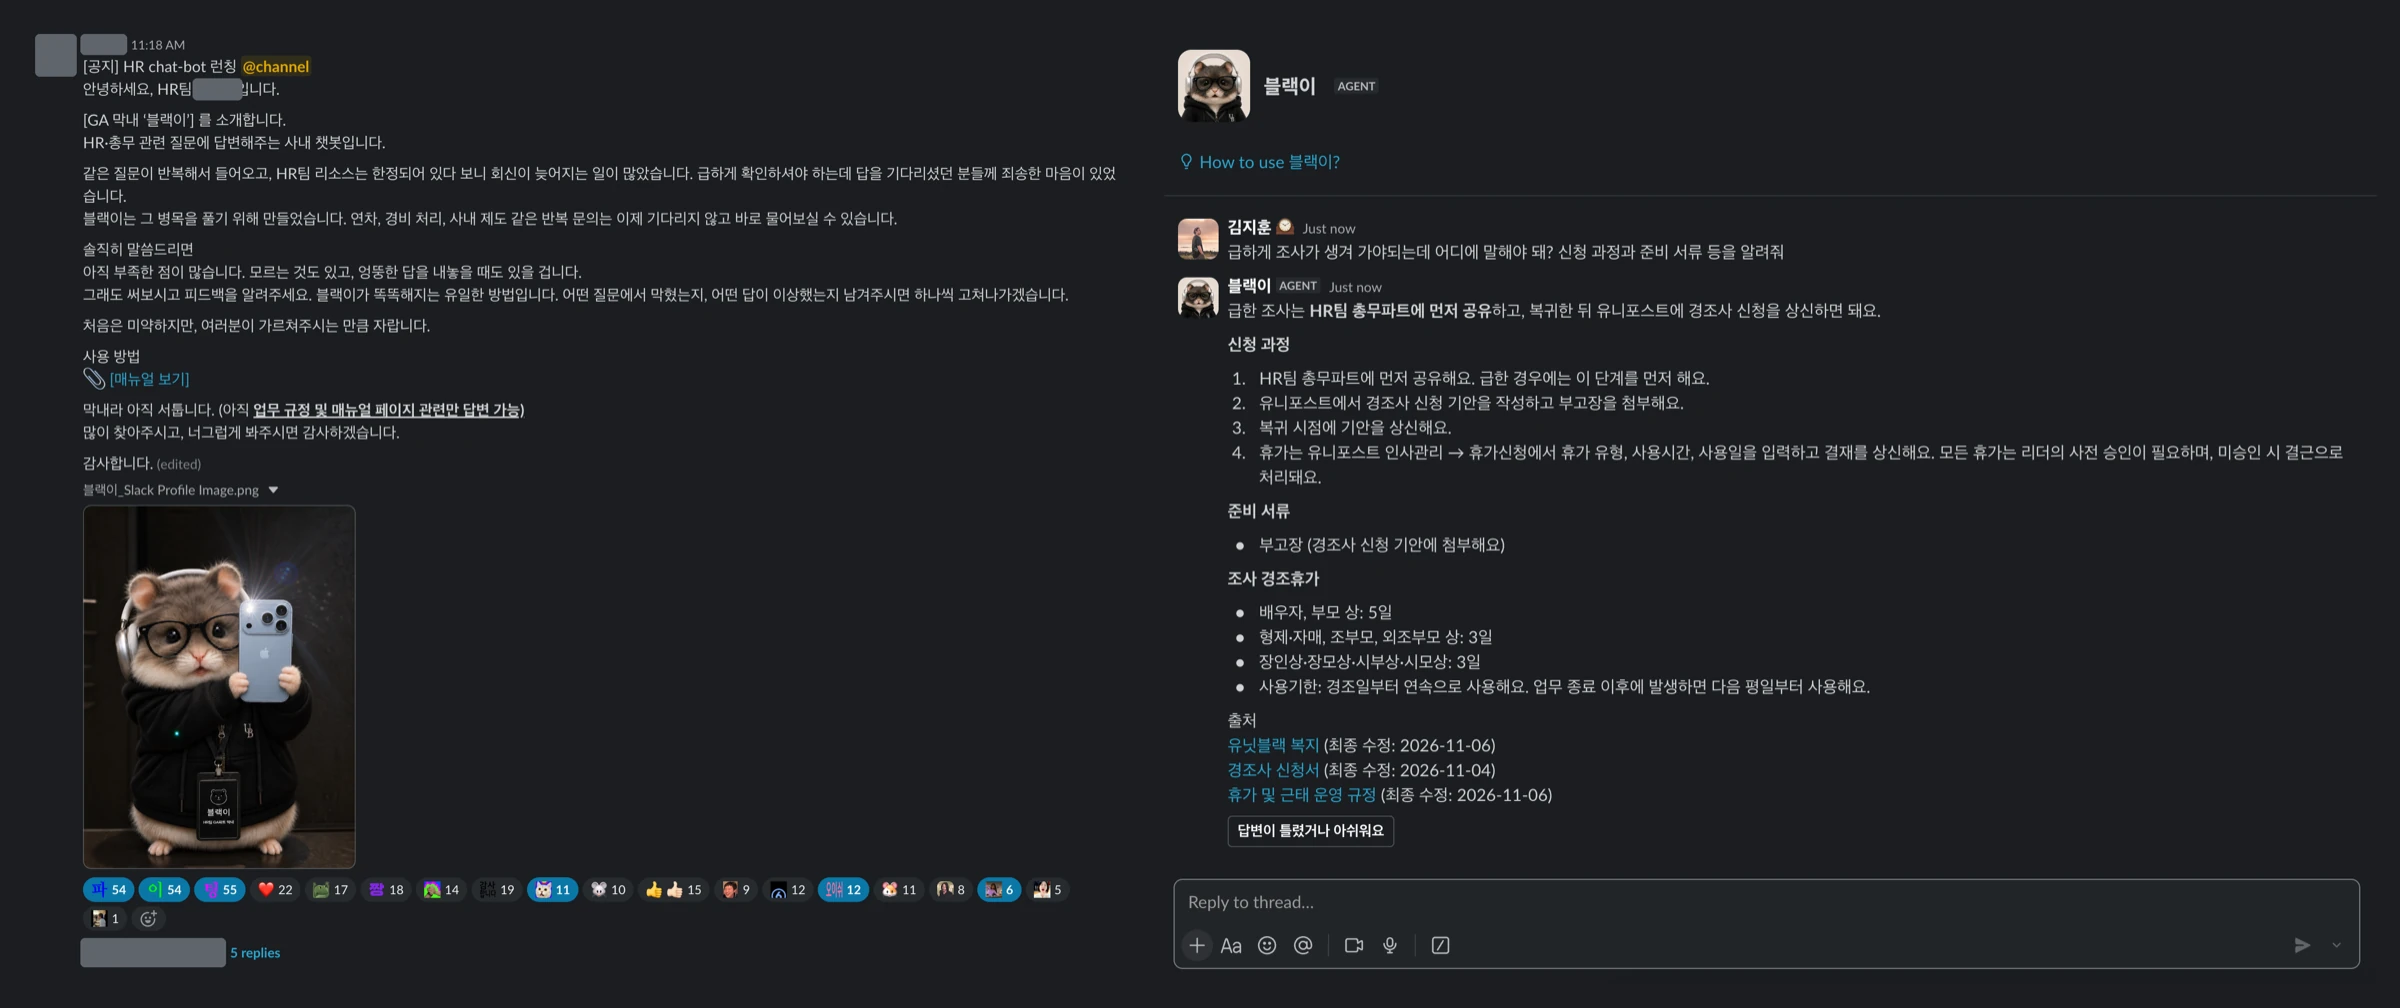 11:18 AM
[공지] HR chat-bot 런칭 @channel
안녕하세요, HR팀 입니다.
[GA 막내 ‘블랙이’] 를 소개합니다.
HR·총무 관련 질문에 답변해주는 사내 챗봇입니다.
같은 질문이 반복해서 들어오고, HR팀 리소스는 한정되어 있다 보니 회신이 늦어지는 일이 많았습니다. 급하게 확인하셔야 하는데 답을 기다리셨던 분들께 죄송한 마음이 있었
습니다.
블랙이는 그 병목을 풀기 위해 만들었습니다. 연차, 경비 처리, 사내 제도 같은 반복 문의는 이제 기다리지 않고 바로 물어보실 수 있습니다.
솔직히 말씀드리면
아직 부족한 점이 많습니다. 모르는 것도 있고, 엉뚱한 답을 내놓을 때도 있을 겁니다.
그래도 써보시고 피드백을 알려주세요. 블랙이가 똑똑해지는 유일한 방법입니다. 어떤 질문에서 막혔는지, 어떤 답이 이상했는지 남겨주시면 하나씩 고쳐나가겠습니다.
처음은 미약하지만, 여러분이 가르쳐주시는 만큼 자랍니다.
사용 방법
[매뉴얼 보기]
막내라 아직 서툽니다. (아직 업무 규정 및 매뉴얼 페이지 관련만 답변 가능)
많이 찾아주시고, 너그럽게 봐주시면 감사하겠습니다.
감사합니다. (edited)
블랙이_Slack Profile Image.png
블랙이
파 54 이 54 팅 55 22 17 짱 18 14 19 11 10 15 9 12 12 11 8 6 5
1
5 replies
블랙이 AGENT
How to use 블랙이?
김지훈 Just now
급하게 조사가 생겨 가야되는데 어디에 말해야 돼? 신청 과정과 준비 서류 등을 알려줘
블랙이 AGENT Just now
급한 조사는 HR팀 총무파트에 먼저 공유하고, 복귀한 뒤 유니포스트에 경조사 신청을 상신하면 돼요.
신청 과정
1. HR팀 총무파트에 먼저 공유해요. 급한 경우에는 이 단계를 먼저 해요.
2. 유니포스트에서 경조사 신청 기안을 작성하고 부고장을 첨부해요.
3. 복귀 시점에 기안을 상신해요.
4. 휴가는 유니포스트 인사관리 → 휴가신청에서 휴가 유형, 사용시간, 사용일을 입력하고 결재를 상신해요. 모든 휴가는 리더의 사전 승인이 필요하며, 미승인 시 결근으로
처리돼요.
준비 서류
• 부고장 (경조사 신청 기안에 첨부해요)
조사 경조휴가
• 배우자, 부모 상: 5일
• 형제·자매, 조부모, 외조부모 상: 3일
• 장인상·장모상·시부상·시모상: 3일
• 사용기한: 경조일부터 연속으로 사용해요. 업무 종료 이후에 발생하면 다음 평일부터 사용해요.
출처
유닛블랙 복지 (최종 수정: 2026-11-06)
경조사 신청서 (최종 수정: 2026-11-04)
휴가 및 근태 운영 규정 (최종 수정: 2026-11-06)
답변이 틀렸거나 아쉬워요
Reply to thread...
Aa